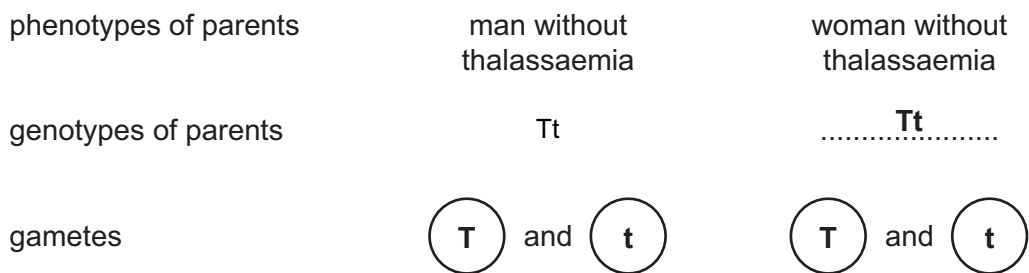 phenotypes of parents man without thalassaemia woman without thalassaemia
genotypes of parents Tt ......Tt......
gametes T and t T and t